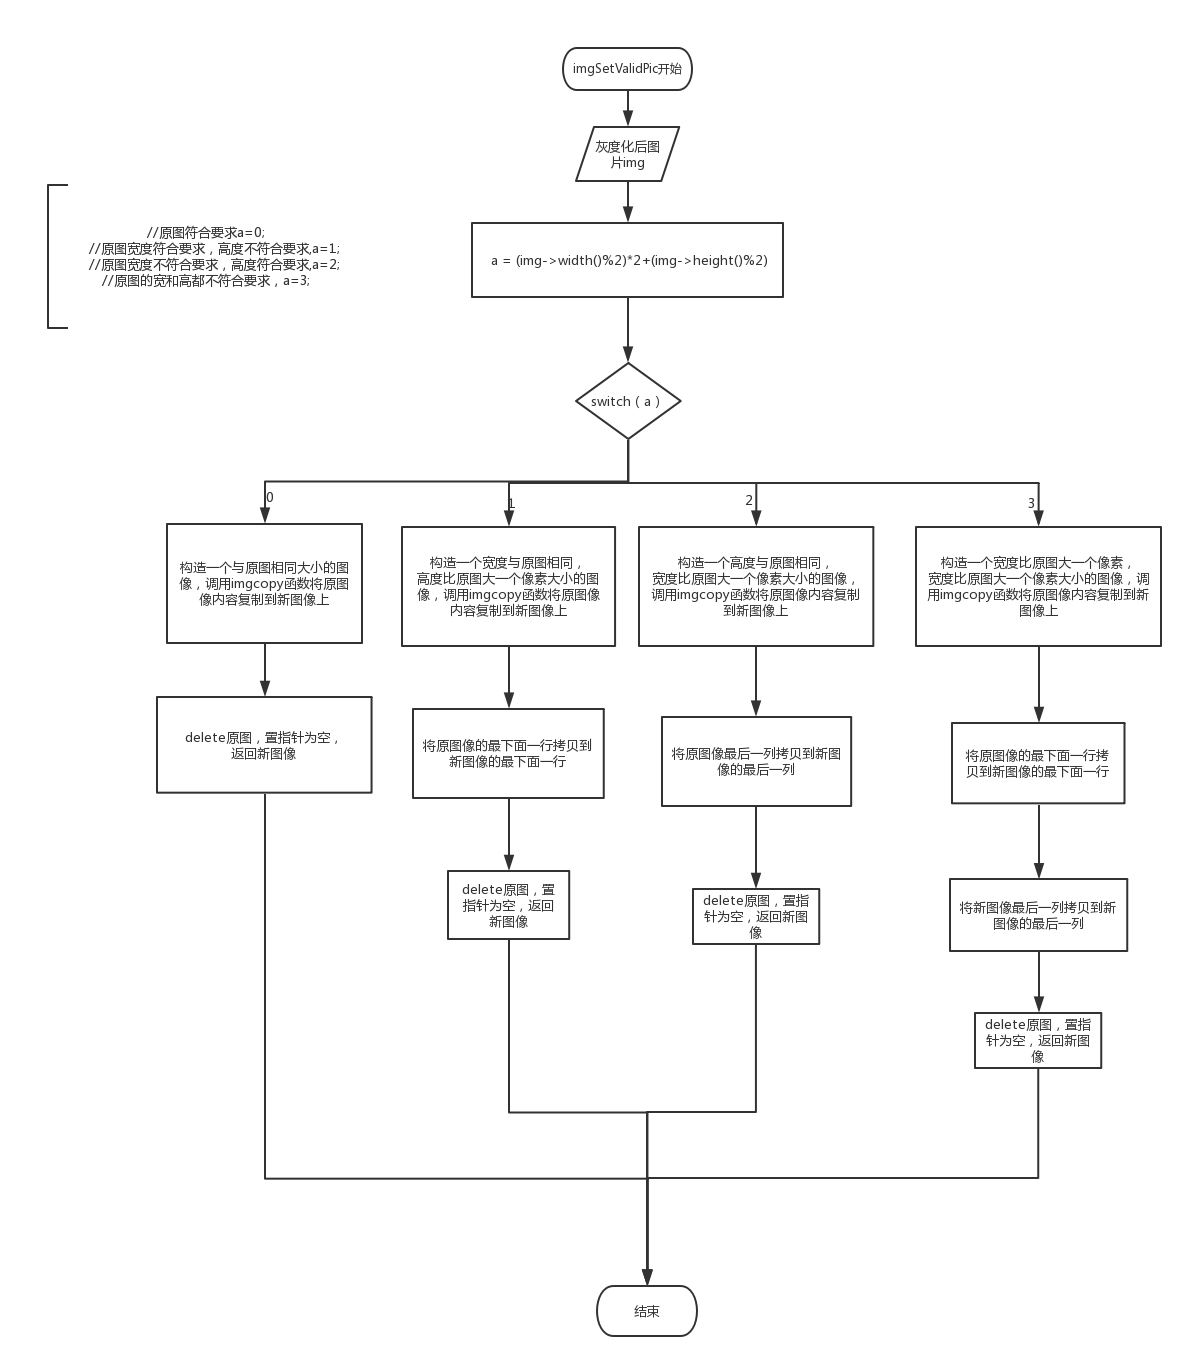 imgSetValidPic开始
灰度化后图
片img
//原图符合要求a=0;
//原图宽度符合要求，高度不符合要求,a=1;
//原图宽度不符合要求，高度符合要求,a=2;
//原图的宽和高都不符合要求，a=3;
a = (img->width()%2)*2+(img->height()%2)
switch（a）
0
1
2
3
构造一个与原图相同大小的图
像，调用imgcopy函数将原图
像内容复制到新图像上
构造一个宽度与原图相同，
高度比原图大一个像素大小的图
像，调用imgcopy函数将原图像
内容复制到新图像上
构造一个高度与原图相同，
宽度比原图大一个像素大小的图像，
调用imgcopy函数将原图像内容复制
到新图像上
构造一个宽度比原图大一个像素，
宽度比原图大一个像素大小的图像，调
用imgcopy函数将原图像内容复制到新
图像上
delete原图，置指针为空，
返回新图像
将原图像的最下面一行拷贝到
新图像的最下面一行
将原图像最后一列拷贝到新图
像的最后一列
将原图像的最下面一行拷
贝到新图像的最下面一行
delete原图，置
指针为空，返回
新图像
delete原图，置指
针为空，返回新图
像
将新图像最后一列拷贝到新
图像的最后一列
delete原图，置指
针为空，返回新图
像
结束